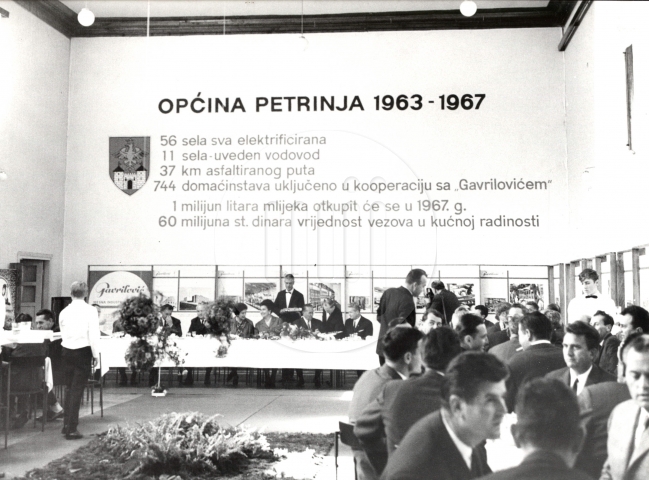 OPĆINA PETRINJA 1963 - 1967
56 sela sva elektrificirana
11 sela-uveden vodovod
37 km asfaltiranog puta
744 domaćinstava uključeno u kooperaciju sa „Gavrilovićem"
1 milijun litara mlijeka otkupit će se u 1967. g.
60 milijuna st. dinara vrijednost vezova u kućnoj radinosti
Gavrilović